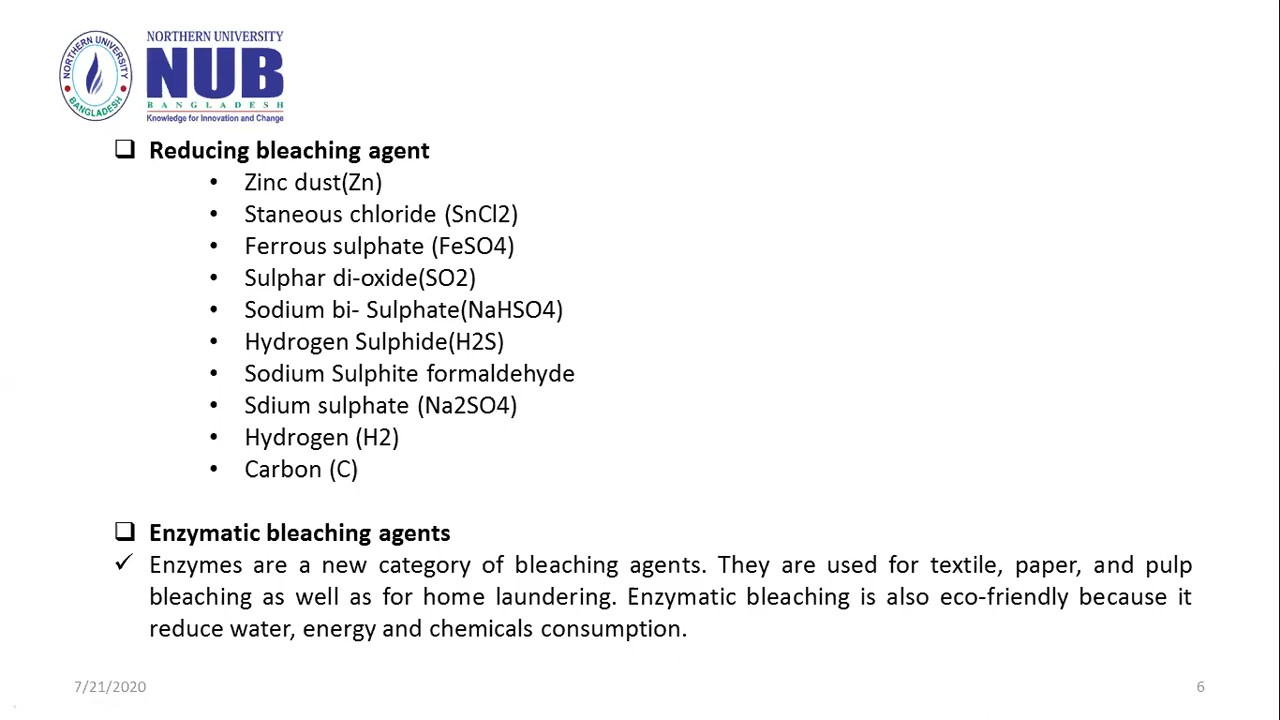 NORTHERN UNIVERSITY
BANGLADESH
NORTHERN UNIVERSITY
NUB
BANGLADESH
Knowledge for Innovation and Change
❑ Reducing bleaching agent
• Zinc dust(Zn)
• Staneous chloride (SnCl2)
• Ferrous sulphate (FeSO4)
• Sulphar di-oxide(SO2)
• Sodium bi- Sulphate(NaHSO4)
• Hydrogen Sulphide(H2S)
• Sodium Sulphite formaldehyde
• Sdium sulphate (Na2SO4)
• Hydrogen (H2)
• Carbon (C)
❑ Enzymatic bleaching agents
✓ Enzymes are a new category of bleaching agents. They are used for textile, paper, and pulp
bleaching as well as for home laundering. Enzymatic bleaching is also eco-friendly because it
reduce water, energy and chemicals consumption.
7/21/2020
6